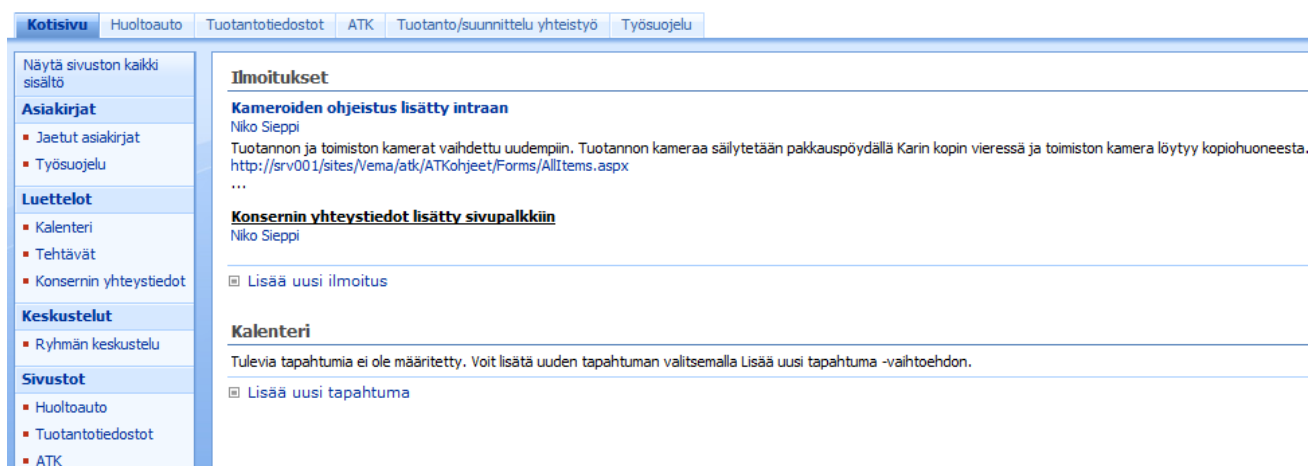 Kotisivu Huoltoauto Tuotantotiedostot ATK Tuotanto/suunnittelu yhteistyö Työsuojelu
Näytä sivuston kaikki
sisältö
Asiakirjat
Jaetut asiakirjat
Työsuojelu
Luettelot
Kalenteri
Tehtävät
Konsernin yhteystiedot
Keskustelut
Ryhmän keskustelu
Sivustot
Huoltoauto
Tuotantotiedostot
ATK
Ilmoitukset
Kameroiden ohjeistus lisätty intraan
Niko Sieppi
Tuotannon ja toimiston kamerat vaihdettu uudempiin. Tuotannon kameraa säilytetään pakkauspöydällä Karin kopin vieressä ja toimiston kamera löytyy kopiohuoneesta.
http://srv001/sites/Vema/atk/ATKohjeet/Forms/AllItems.aspx
...
Konsernin yhteystiedot lisätty sivupalkkiin
Niko Sieppi
Lisää uusi ilmoitus
Kalenteri
Tulevia tapahtumia ei ole määritetty. Voit lisätä uuden tapahtuman valitsemalla Lisää uusi tapahtuma -vaihtoehdon.
Lisää uusi tapahtuma